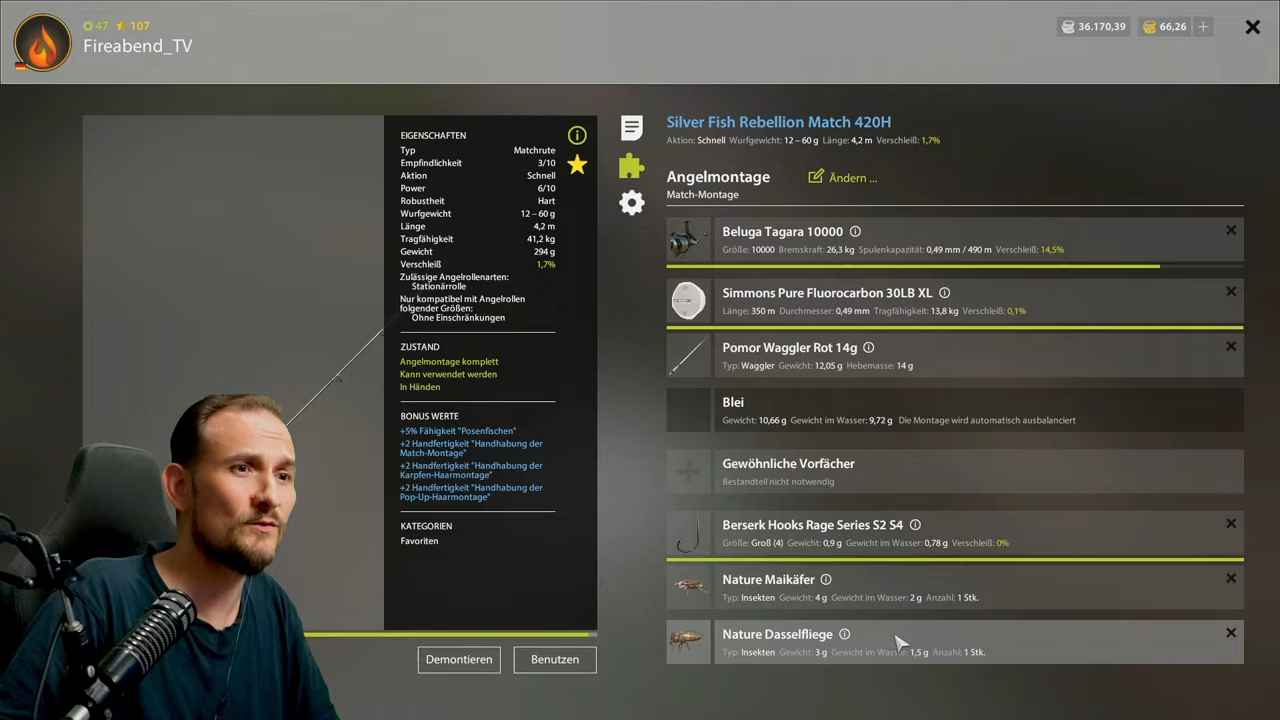 47 107
Fireabend_TV
36.170,39
66,26
EIGENSCHAFTEN
Typ Matchrute
Empfindlichkeit 3/10
Aktion Schnell
Power 6/10
Robustheit Hart
Wurfgewicht 12 – 60 g
Länge 4,2 m
Tragfähigkeit 41,2 kg
Gewicht 294 g
Verschleiß 1,7%
Zulässige Angelrollenarten:
Stationärrolle
Nur kompatibel mit Angelrollen
folgender Größen:
Ohne Einschränkungen
ZUSTAND
Angelmontage komplett
Kann verwendet werden
In Händen
BONUS WERTE
+5% Fähigkeit "Posenfischen"
+2 Handfertigkeit "Handhabung der
Match-Montage"
+2 Handfertigkeit "Handhabung der
Karpfen-Haarmontage"
+2 Handfertigkeit "Handhabung der
Pop-Up-Haarmontage"
KATEGORIEN
Favoriten
Demontieren
Benutzen
Silver Fish Rebellion Match 420H
Aktion: Schnell Wurfgewicht: 12 – 60 g Länge: 4,2 m Verschleiß: 1,7%
Angelmontage
Ändern ...
Match-Montage
Beluga Tagara 10000
Größe: 10000 Bremskraft: 26,3 kg Spulenkapazität: 0,49 mm / 490 m Verschleiß: 14,5%
Simmons Pure Fluorocarbon 30LB XL
Länge: 350 m Durchmesser: 0,49 mm Tragfähigkeit: 13,8 kg Verschleiß: 0,1%
Pomor Waggler Rot 14g
Typ: Waggler Gewicht: 12,05 g Hebemasse: 14 g
Blei
Gewicht: 10,66 g Gewicht im Wasser: 9,72 g Die Montage wird automatisch ausbalanciert
Gewöhnliche Vorfächer
Bestandteil nicht notwendig
Berserk Hooks Rage Series S2 S4
Größe: Groß (4) Gewicht: 0,9 g Gewicht im Wasser: 0,78 g Verschleiß: 0%
Nature Maikäfer
Typ: Insekten Gewicht: 4 g Gewicht im Wasser: 2 g Anzahl: 1 Stk.
Nature Dasselfliege
Typ: Insekten Gewicht: 3 g Gewicht im Wasser: 1,5 g Anzahl: 1 Stk.